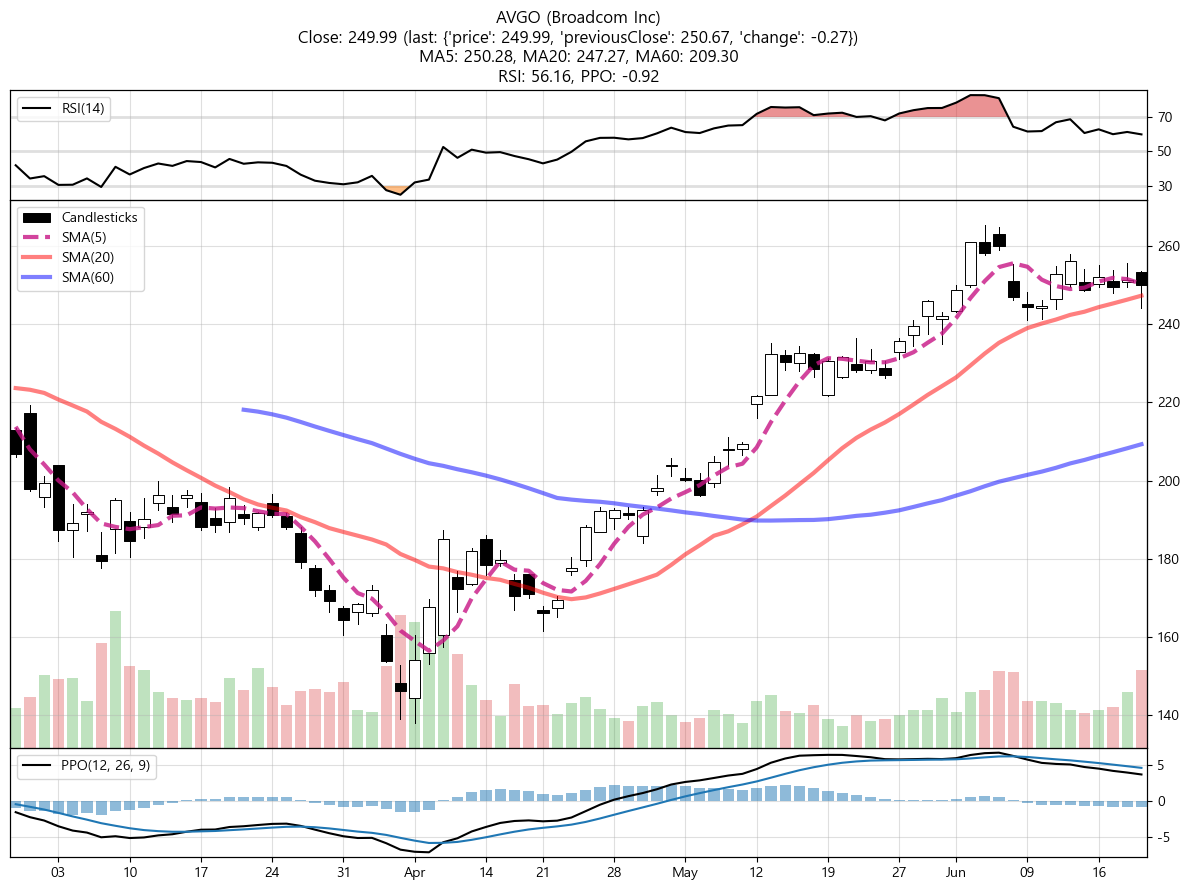 AVGO (Broadcom Inc)
Close: 249.99 (last: {'price': 249.99, 'previousClose': 250.67, 'change': -0.27})
MA5: 250.28, MA20: 247.27, MA60: 209.30
RSI: 56.16, PPO: -0.92
RSI(14)
70
50
30
Candlesticks
SMA(5)
SMA(20)
SMA(60)
260
240
220
200
180
160
140
PPO(12, 26, 9)
5
0
-5
03 10 17 24 31 Apr 14 21 28 May 12 19 27 Jun 09 16